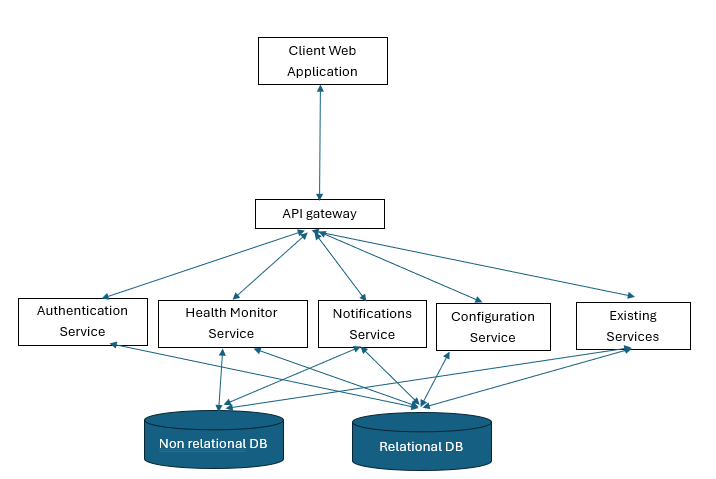 Client Web
Application
API gateway
Authentication
Service
Health Monitor
Service
Notifications
Service
Configuration
Service
Existing
Services
Non relational DB
Relational DB